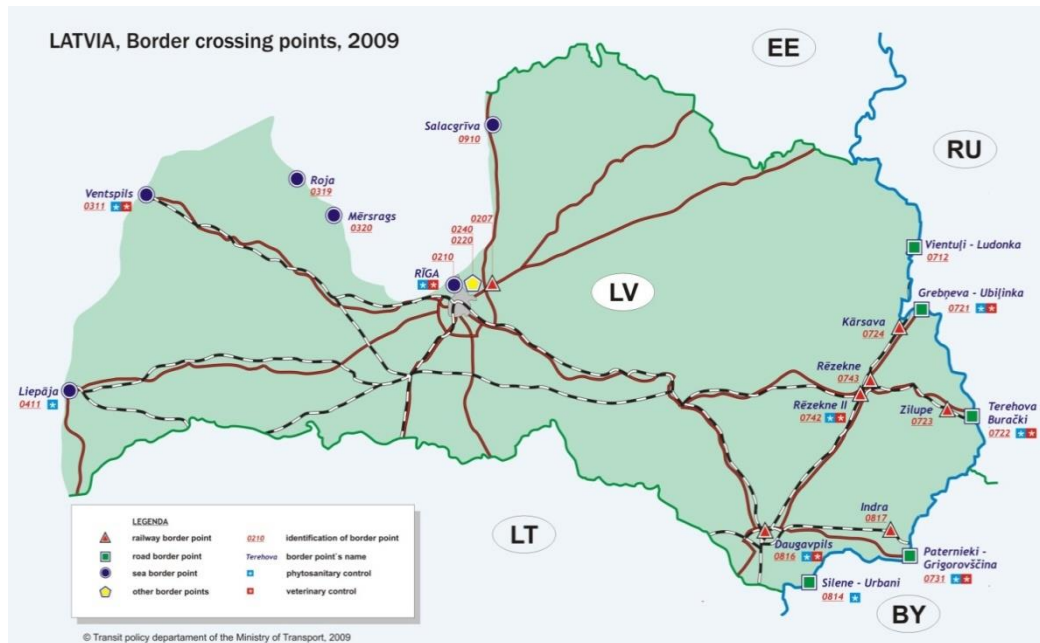 LATVIA, Border crossing points, 2009
EE
RU
Salacgrīva
0910
Ventspils
0311
Roja
0319
Mērsrags
0320
0207
0240
0220
0210
RĪGA
LV
Vientuļi - Ludonka
0712
Grebņeva - Ubiļinka
0721
Kārsava
0724
Rēzekne
0743
Rēzekne II
0742
Zilupe
0723
Terehova
Burački
0722
Liepāja
0411
Indra
0817
Daugavpils
0816
Paternieki -
Grigorovščina
0731
Silene - Urbani
0814
LT
BY
LEGENDA
railway border point
0210 identification of border point
road border point
Terehova border point`s name
sea border point
phytosanitary control
other border points
veterinary control
© Transit policy departament of the Ministry of Transport, 2009